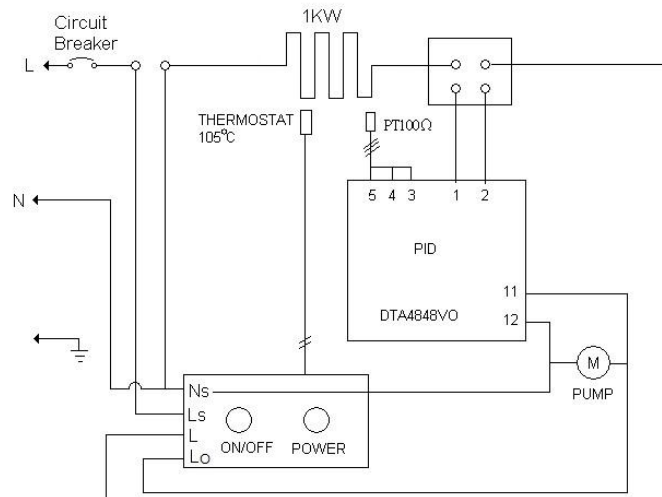 Circuit
Breaker
1KW
L
THERMOSTAT
105°C
PT100Ω
N
5 4 3 1 2
PID
11
DTA4848VO
12
M
PUMP
Ns
Ls
L
Lo
ON/OFF
POWER